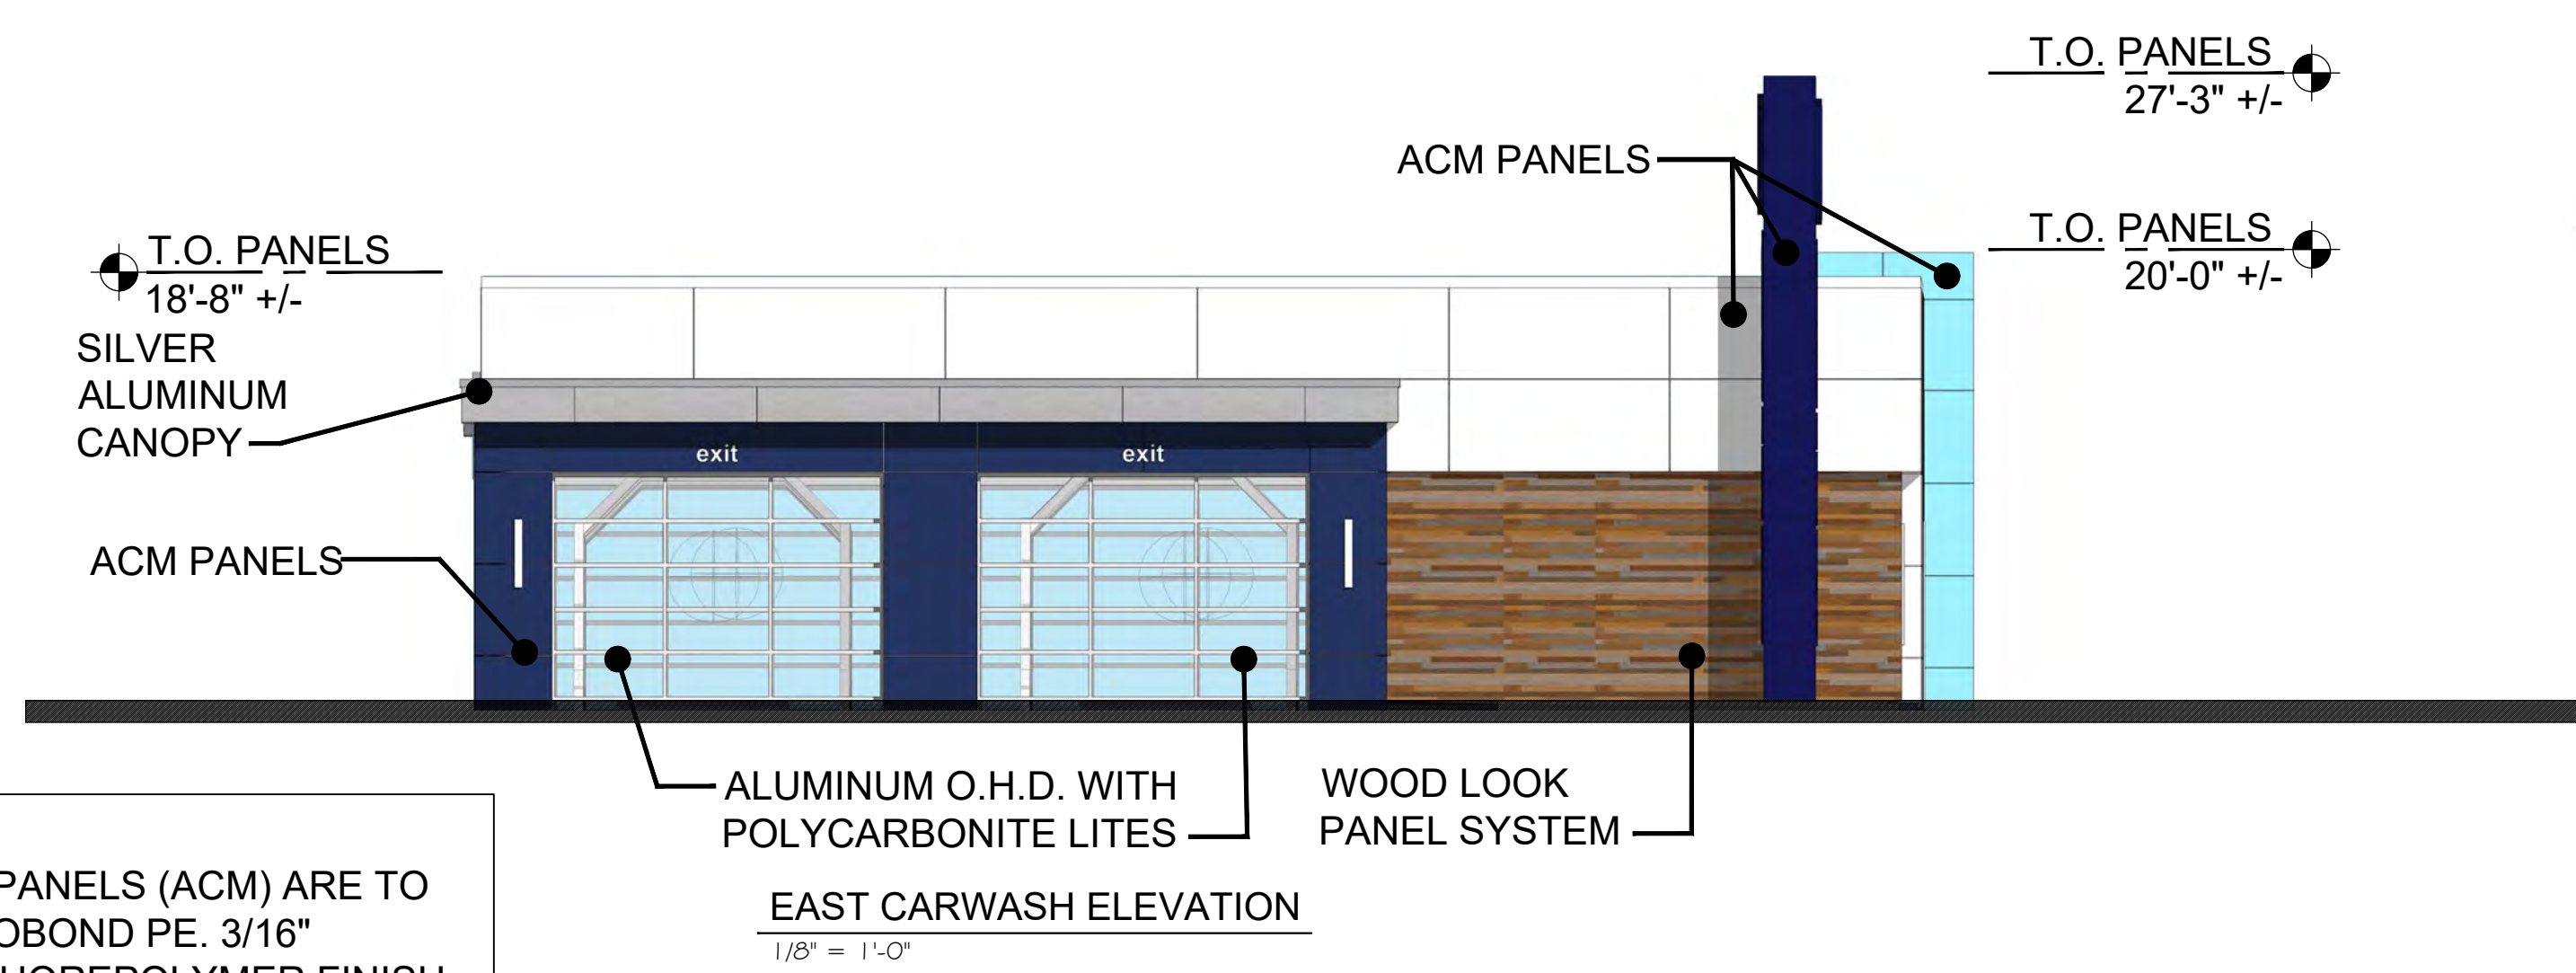 T.O. PANELS
27'-3" +/-
ACM PANELS
T.O. PANELS
20'-0" +/-
T.O. PANELS
18'-8" +/-
SILVER
ALUMINUM
CANOPY
exit
exit
ACM PANELS
ALUMINUM O.H.D. WITH
POLYCARBONITE LITES
WOOD LOOK
PANEL SYSTEM
PANELS (ACM) ARE TO
OBOND PE. 3/16"
EAST CARWASH ELEVATION
1/8" = 1'-0"